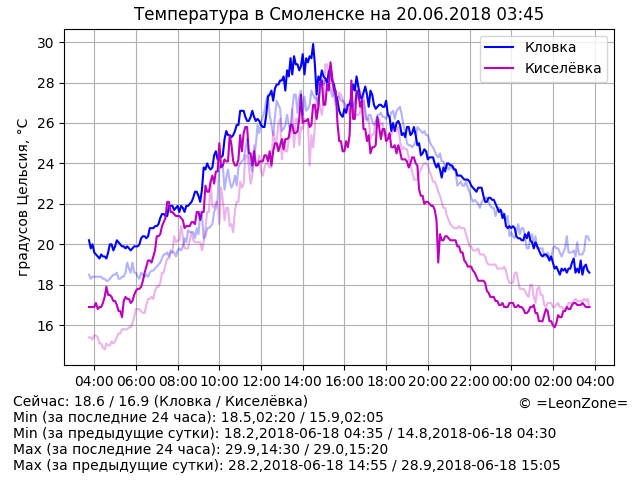 Температура в Смоленске на 20.06.2018 03:45
градусов Цельсия, °C
30
28
26
24
22
20
18
16
Кловка
Киселёвка
04:00 06:00 08:00 10:00 12:00 14:00 16:00 18:00 20:00 22:00 00:00 02:00 04:00
Сейчас: 18.6 / 16.9 (Кловка / Киселёвка)
© =LeonZone=
Min (за последние 24 часа): 18.5,02:20 / 15.9,02:05
Min (за предыдущие сутки): 18.2,2018-06-18 04:35 / 14.8,2018-06-18 04:30
Max (за последние 24 часа): 29.9,14:30 / 29.0,15:20
Max (за предыдущие сутки): 28.2,2018-06-18 14:55 / 28.9,2018-06-18 15:05